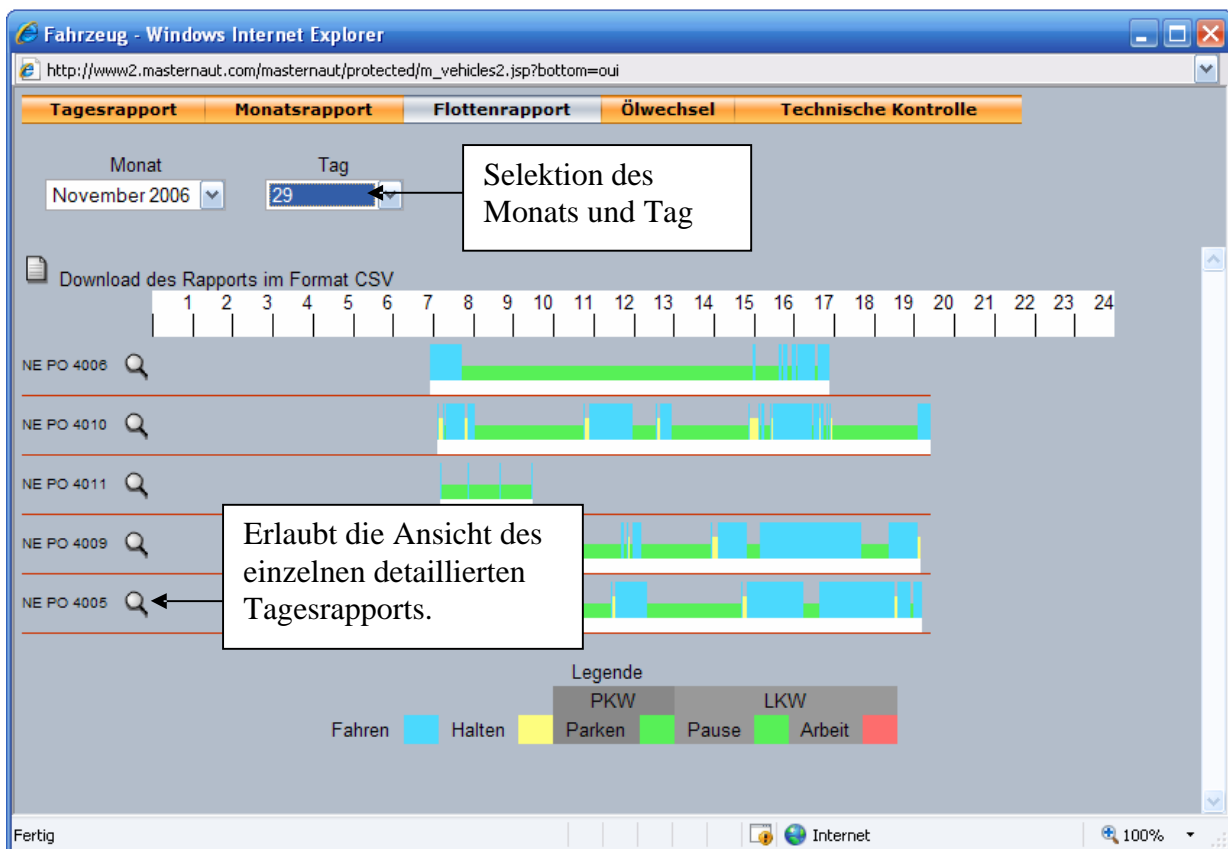 Fahrzeug - Windows Internet Explorer
http://www2.masternaut.com/masternaut/protected/m_vehicles2.jsp?bottom=oui
Tagesrapport Monatsrapport Flottenrapport Ölwechsel Technische Kontrolle
Monat Tag
November 2006 29
Selektion des
Monats und Tag
Download des Rapports im Format CSV
1 2 3 4 5 6 7 8 9 10 11 12 13 14 15 16 17 18 19 20 21 22 23 24
NE PO 4006
NE PO 4010
NE PO 4011
NE PO 4009
NE PO 4005
Erlaubt die Ansicht des
einzelnen detaillierten
Tagesrapports.
Legende
PKW LKW
Fahren Halten Parken Pause Arbeit
Fertig Internet 100%